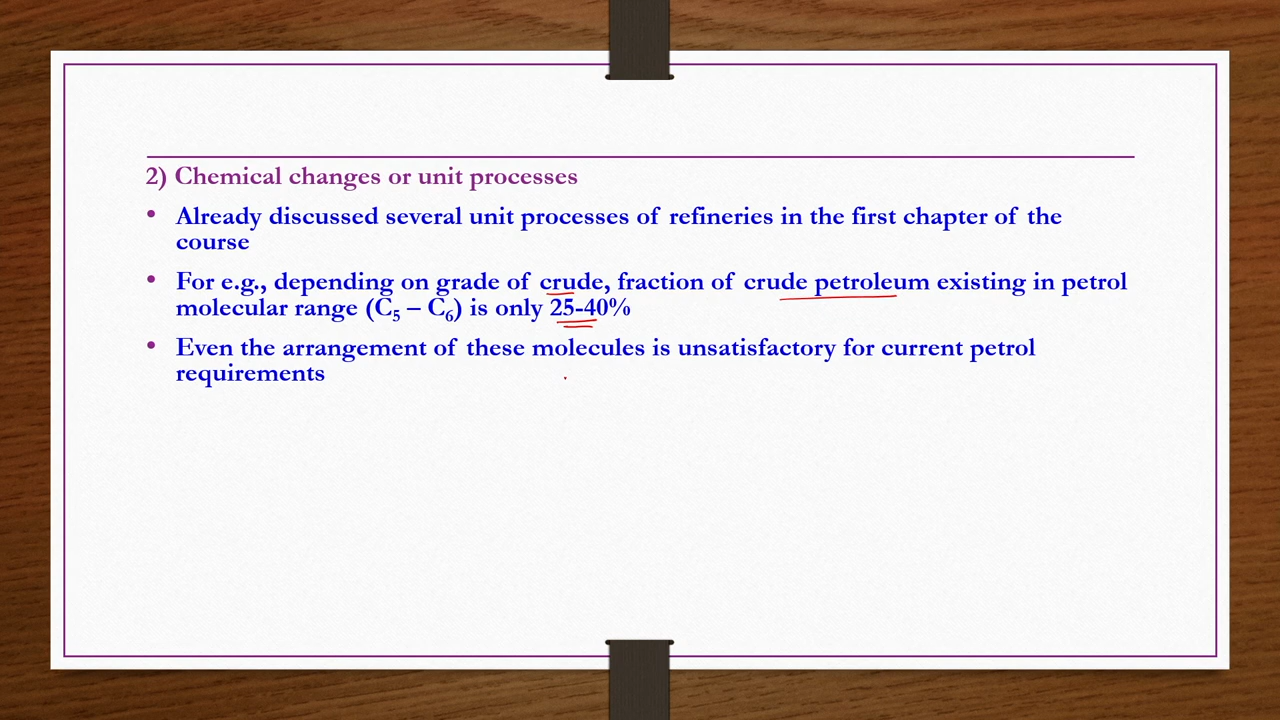 2) Chemical changes or unit processes
• Already discussed several unit processes of refineries in the first chapter of the
course
• For e.g., depending on grade of crude, fraction of crude petroleum existing in petrol
molecular range (C₅ – C₆) is only 25-40%
• Even the arrangement of these molecules is unsatisfactory for current petrol
requirements